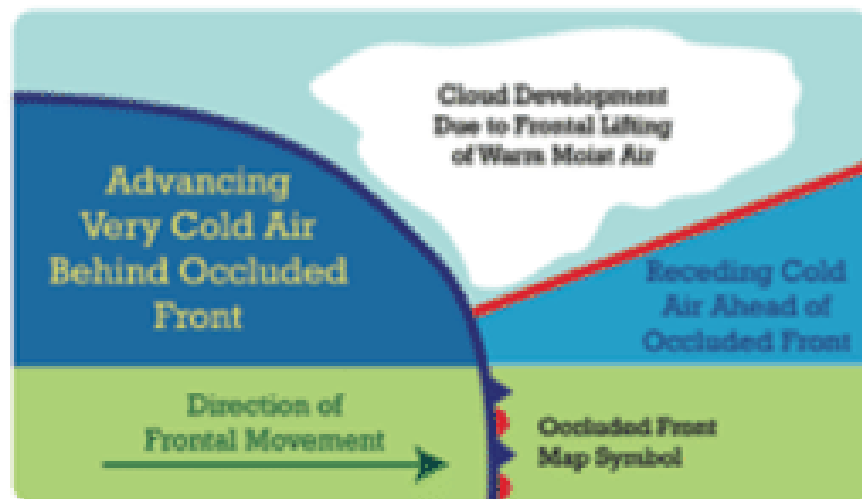 Cloud Development
Due to Frontal Lifting
of Warm Moist Air
Advancing
Very Cold Air
Behind Occluded
Front
Receding Cold
Air Ahead of
Occluded Front
Direction of
Frontal Movement
Occluded Front
Map Symbol